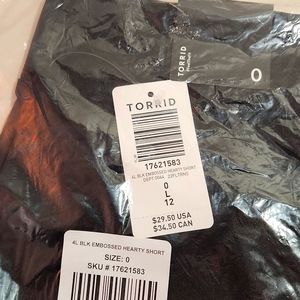 TORRID
0
TORRID
17621583
4L BLK EMBOSSED HEARTY SHORT
0
L
12
$29.50 USA
$34.50 CAN
4L BLK EMBOSSED HEARTY SHORT
SIZE: 0
SKU # 17621583